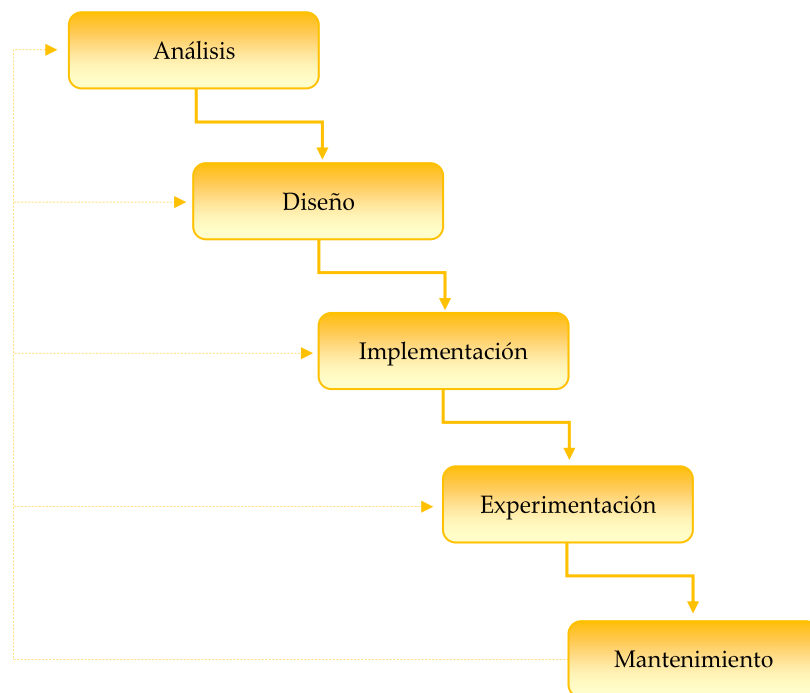 Análisis
Diseño
Implementación
Experimentación
Mantenimiento